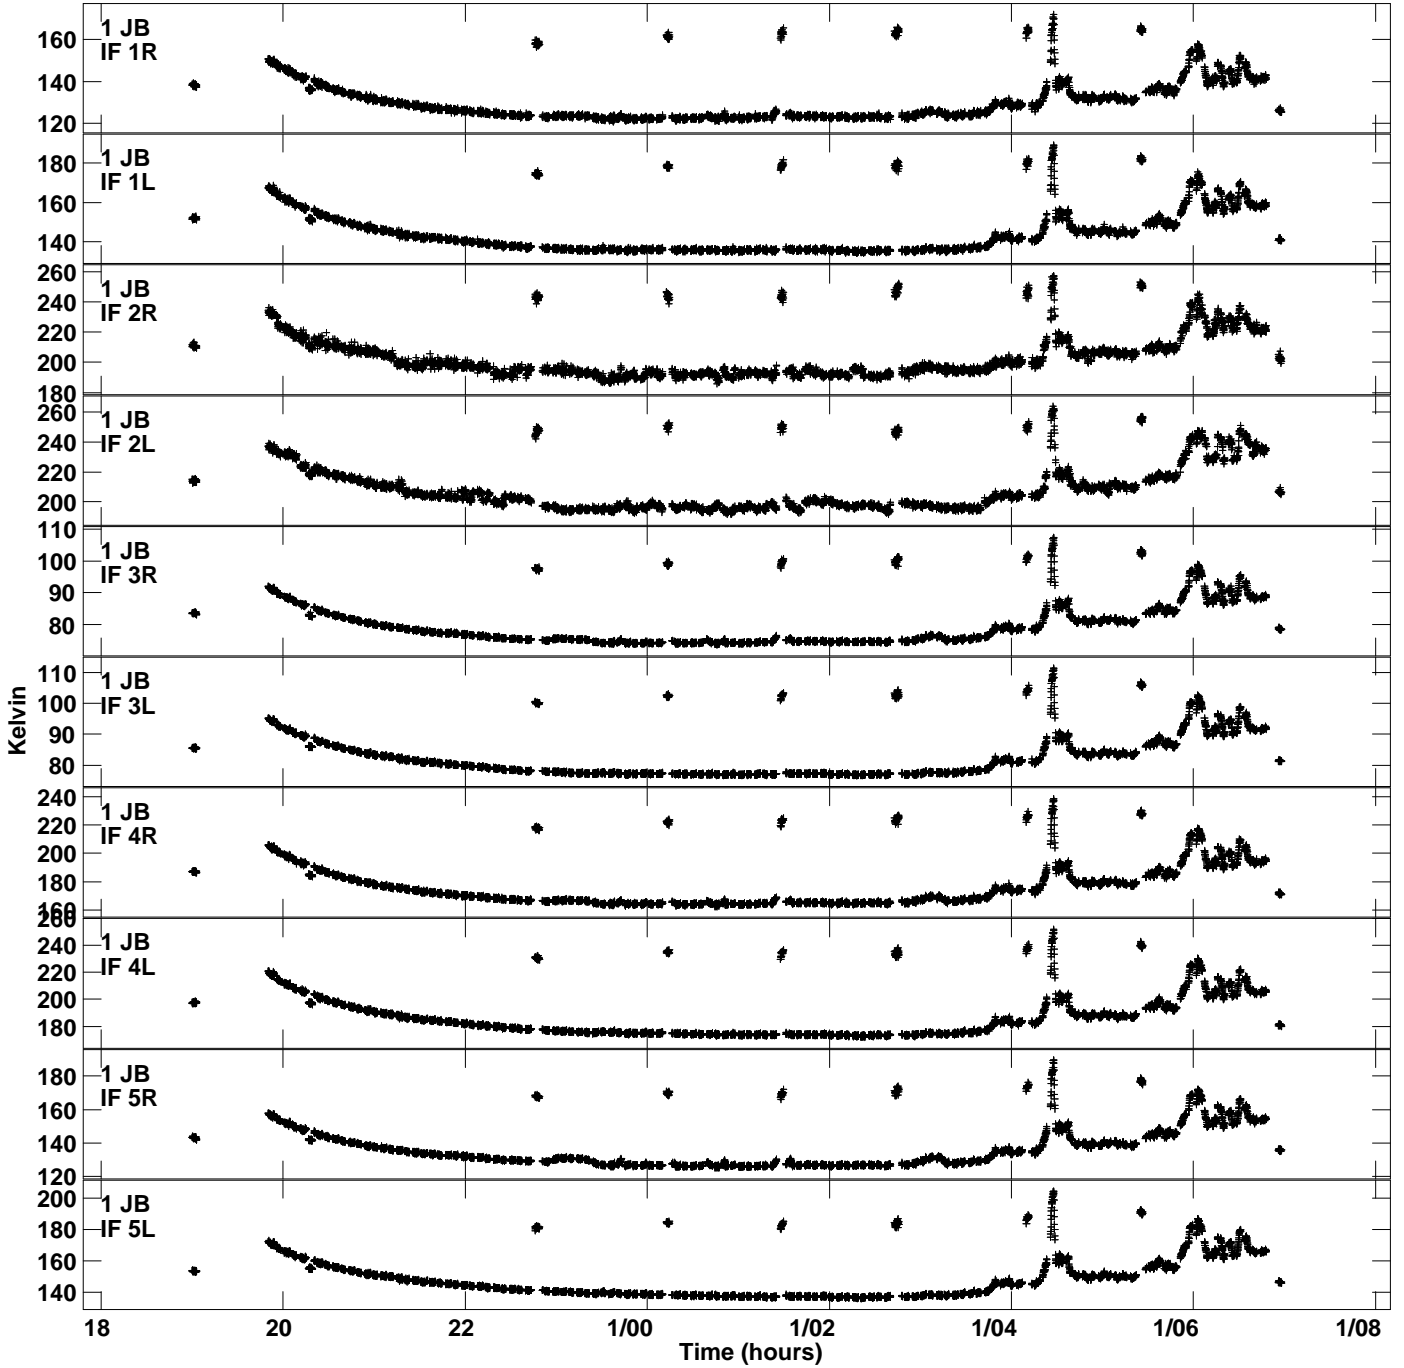 1 JB
IF 1R
160
140
120
1 JB
IF 1L
180
160
140
1 JB
IF 2R
260
240
220
200
180
1 JB
IF 2L
260
240
220
200
1 JB
IF 3R
110
100
90
80
1 JB
IF 3L
110
100
90
80
Kelvin
1 JB
IF 4R
240
220
200
180
160
1 JB
IF 4L
260
240
220
200
180
1 JB
IF 5R
180
160
140
120
1 JB
IF 5L
200
180
160
140
18 20 22 1/00 1/02 1/04 1/06 1/08
Time (hours)